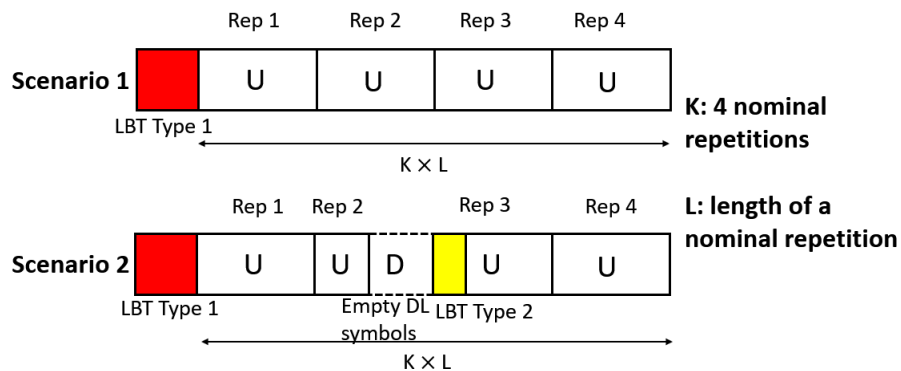 Rep 1 Rep 2 Rep 3 Rep 4
Scenario 1 U U U U
LBT Type 1
K: 4 nominal
repetitions
K × L
L: length of a
nominal repetition
Rep 1 Rep 2 Rep 3 Rep 4
Scenario 2 U U D U U
LBT Type 1 Empty DL LBT Type 2
symbols
K × L